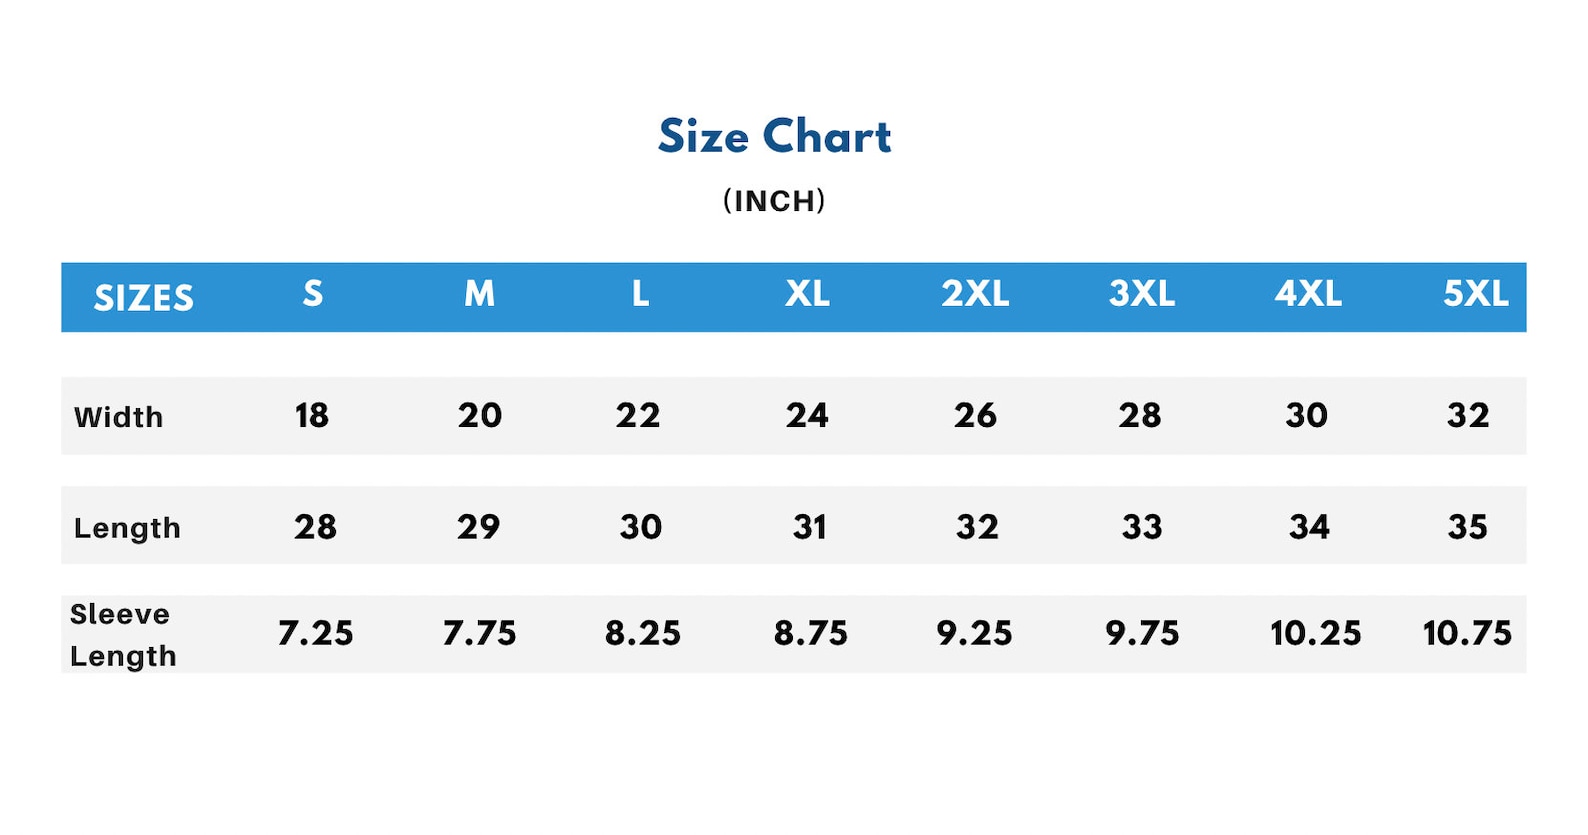 Size Chart
(INCH)
SIZES S M L XL 2XL 3XL 4XL 5XL
Width 18 20 22 24 26 28 30 32
Length 28 29 30 31 32 33 34 35
Sleeve
Length 7.25 7.75 8.25 8.75 9.25 9.75 10.25 10.75